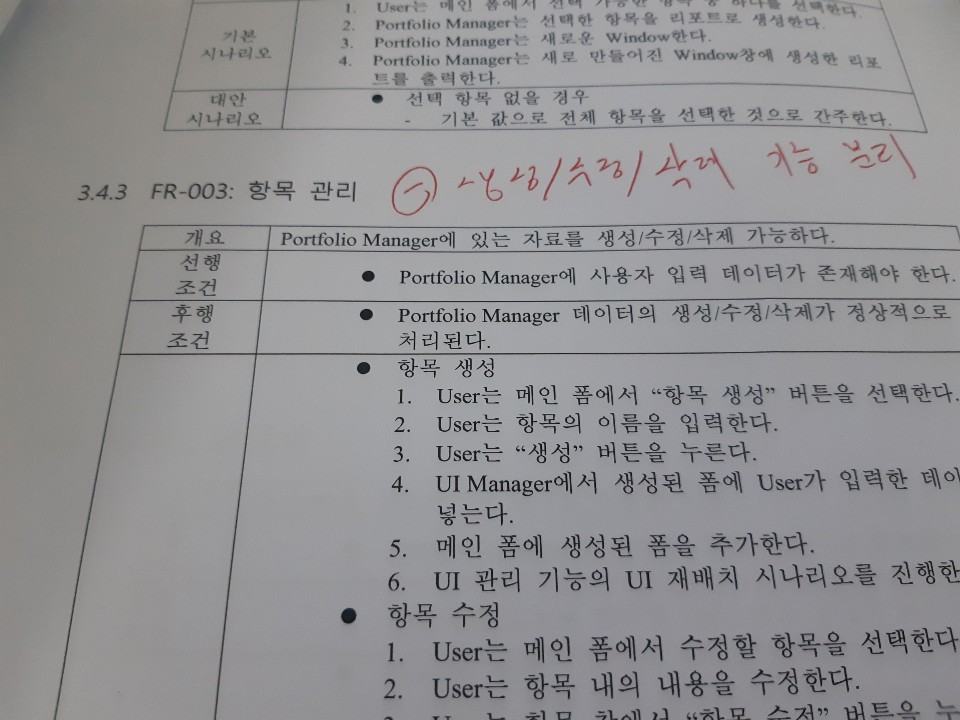 1. User는 메인 폼에서 선택 가능한 항목 중 하나를 선택한다.
기본
시나리오
2. Portfolio Manager는 선택한 항목을 리포트로 생성한다.
3. Portfolio Manager는 새로운 Window한다.
4. Portfolio Manager는 새로 만들어진 Window창에 생성한 리포
트를 출력한다.
대안
시나리오
● 선택 항목 없을 경우
- 기본 값으로 전체 항목을 선택한 것으로 간주한다.
3.4.3 FR-003: 항목 관리
생성/수정/삭제 기능 분리
개요 Portfolio Manager에 있는 자료를 생성/수정/삭제 가능하다.
선행
조건
● Portfolio Manager에 사용자 입력 데이터가 존재해야 한다.
후행
조건
● Portfolio Manager 데이터의 생성/수정/삭제가 정상적으로
처리된다.
● 항목 생성
1. User는 메인 폼에서 “항목 생성” 버튼을 선택한다.
2. User는 항목의 이름을 입력한다.
3. User는 “생성” 버튼을 누른다.
4. UI Manager에서 생성된 폼에 User가 입력한 데이
넣는다.
5. 메인 폼에 생성된 폼을 추가한다.
6. UI 관리 기능의 UI 재배치 시나리오를 진행한
● 항목 수정
1. User는 메인 폼에서 수정할 항목을 선택한다
2. User는 항목 내의 내용을 수정한다.
3. User는 항목 창에서 “항목 수정” 버튼을 누